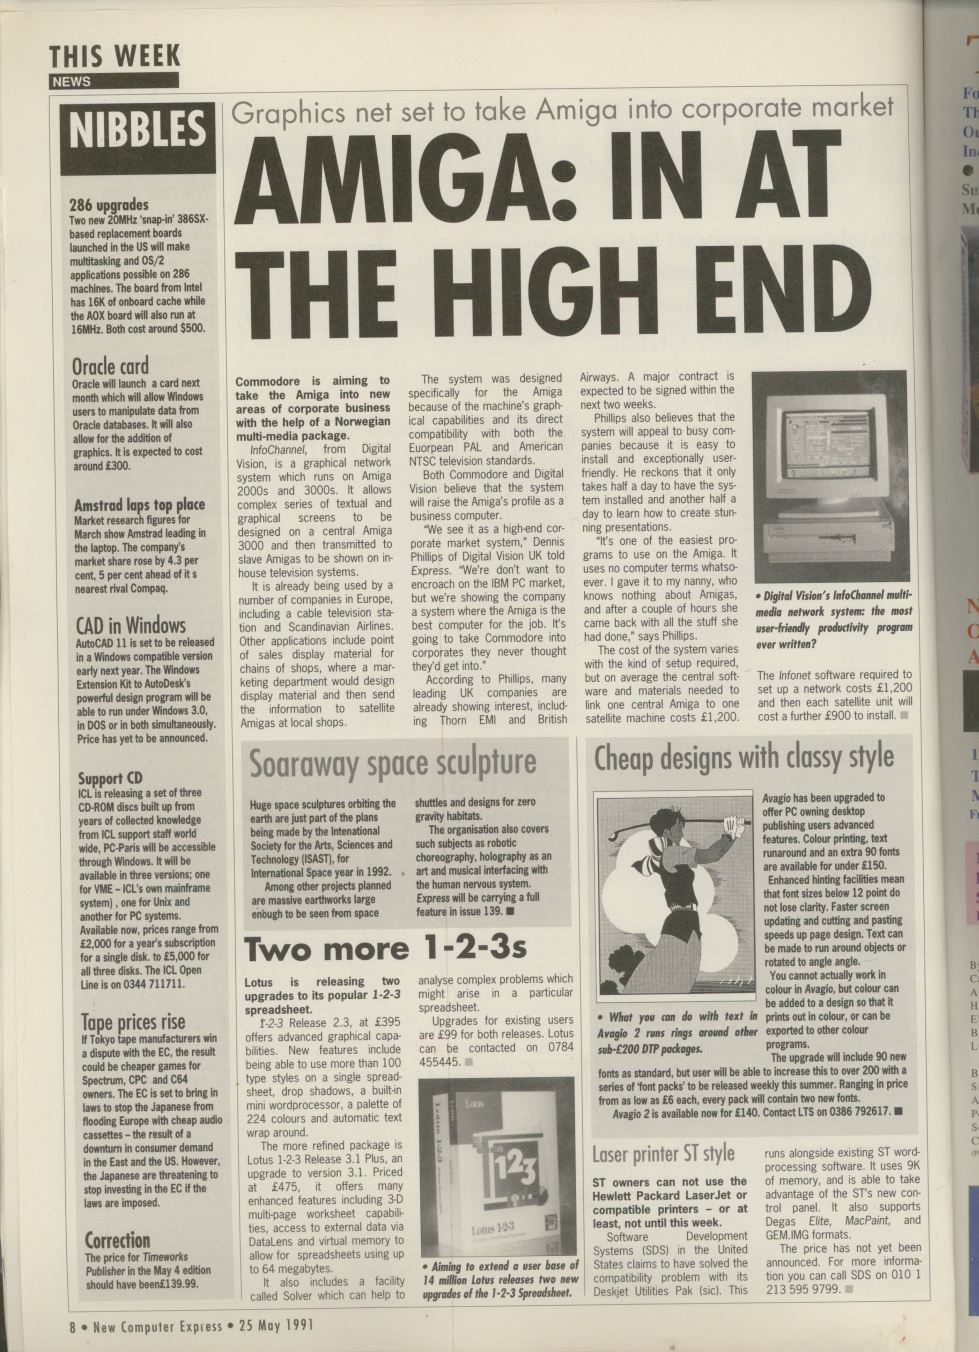 THIS WEEK
NEWS
NIBBLES
286 upgrades
Two new 20MHz 'snap-in' 386SX-
based replacement boards
launched in the US will make
multitasking and OS/2
applications possible on 286
machines. The board from Intel
has 16K of onboard cache while
the AOX board will also run at
16MHz. Both cost around $500.
Oracle card
Oracle will launch a card next
month which will allow Windows
users to manipulate data from
Oracle databases. It will also
allow for the addition of
graphics. It is expected to cost
around £300.
Amstrad laps top place
Market research figures for
March show Amstrad leading in
the laptop. The company's
market share rose by 4.3 per
cent, 5 per cent ahead of it s
nearest rival Compaq.
CAD in Windows
AutoCAD 11 is set to be released
in a Windows compatible version
early next year. The Windows
Extension Kit to AutoDesk's
powerful design program will be
able to run under Windows 3.0,
in DOS or in both simultaneously.
Price has yet to be announced.
Support CD
ICL is releasing a set of three
CD-ROM discs built up from
years of collected knowledge
from ICL support staff world
wide, PC-Paris will be accessible
through Windows. It will be
available in three versions; one
for VME – ICL's own mainframe
system) , one for Unix and
another for PC systems.
Available now, prices range from
£2,000 for a year's subscription
for a single disk. to £5,000 for
all three disks. The ICL Open
Line is on 0344 711711.
Tape prices rise
If Tokyo tape manufacturers win
a dispute with the EC, the result
could be cheaper games for
Spectrum, CPC and C64
owners. The EC is set to bring in
laws to stop the Japanese from
flooding Europe with cheap audio
cassettes – the result of a
downturn in consumer demand
in the East and the US. However,
the Japanese are threatening to
stop investing in the EC if the
laws are imposed.
Correction
The price for Timeworks
Publisher in the May 4 edition
should have been£139.99.
Graphics net set to take Amiga into corporate market
AMIGA: IN AT
THE HIGH END
Commodore is aiming to
take the Amiga into new
areas of corporate business
with the help of a Norwegian
multi-media package.
InfoChannel, from Digital
Vision, is a graphical network
system which runs on Amiga
2000s and 3000s. It allows
complex series of textual and
graphical screens to be
designed on a central Amiga
3000 and then transmitted to
slave Amigas to be shown on in-
house television systems.
It is already being used by a
number of companies in Europe,
including a cable television sta-
tion and Scandinavian Airlines.
Other applications include point
of sales display material for
chains of shops, where a mar-
keting department would design
display material and then send
the information to satellite
Amigas at local shops.
The system was designed
specifically for the Amiga
because of the machine's graph-
ical capabilities and its direct
compatibility with both the
Euorpean PAL and American
NTSC television standards.
Both Commodore and Digital
Vision believe that the system
will raise the Amiga's profile as a
business computer.
"We see it as a high-end cor-
porate market system," Dennis
Phillips of Digital Vision UK told
Express. "We're don't want to
encroach on the IBM PC market,
but we're showing the company
a system where the Amiga is the
best computer for the job. It's
going to take Commodore into
corporates they never thought
they'd get into."
According to Phillips, many
leading UK companies are
already showing interest, includ-
ing Thorn EMI and British
Airways. A major contract is
expected to be signed within the
next two weeks.
Phillips also believes that the
system will appeal to busy com-
panies because it is easy to
install and exceptionally user-
friendly. He reckons that it only
takes half a day to have the sys-
tem installed and another half a
day to learn how to create stun-
ning presentations.
"It's one of the easiest pro-
grams to use on the Amiga. It
uses no computer terms whatso-
ever. I gave it to my nanny, who
knows nothing about Amigas,
and after a couple of hours she
came back with all the stuff she
had done," says Phillips.
The cost of the system varies
with the kind of setup required,
but on average the central soft-
ware and materials needed to
link one central Amiga to one
satellite machine costs £1,200.
• Digital Vision's InfoChannel multi-
media network system: the most
user-friendly productivity program
ever written?
The Infonet software required to
set up a network costs £1,200
and then each satellite unit will
cost a further £900 to install.
Soaraway space sculpture
Huge space sculptures orbiting the
earth are just part of the plans
being made by the Intenational
Society for the Arts, Sciences and
Technology (ISAST), for
International Space year in 1992.
Among other projects planned
are massive earthworks large
enough to be seen from space
shuttles and designs for zero
gravity habitats.
The organisation also covers
such subjects as robotic
choreography, holography as an
art and musical interfacing with
the human nervous system.
Express will be carrying a full
feature in issue 139.
Two more 1-2-3s
Lotus is releasing two
upgrades to its popular 1-2-3
spreadsheet.
1-2-3 Release 2.3, at £395
offers advanced graphical capa-
bilities. New features include
being able to use more than 100
type styles on a single spread-
sheet, drop shadows, a built-in
mini wordprocessor, a palette of
224 colours and automatic text
wrap around.
The more refined package is
Lotus 1-2-3 Release 3.1 Plus, an
upgrade to version 3.1. Priced
at £475, it offers many
enhanced features including 3-D
multi-page worksheet capabili-
ties, access to external data via
DataLens and virtual memory to
allow for spreadsheets using up
to 64 megabytes.
It also includes a facility
called Solver which can help to
analyse complex problems which
might arise in a particular
spreadsheet.
Upgrades for existing users
are £99 for both releases. Lotus
can be contacted on 0784
455445.
Lotus
123
Lotus 1-2-3
• Aiming to extend a user base of
14 million Lotus releases two new
upgrades of the 1-2-3 Spreadsheet.
Cheap designs with classy style
Avagio has been upgraded to
offer PC owning desktop
publishing users advanced
features. Colour printing, text
runaround and an extra 90 fonts
are available for under £150.
Enhanced hinting facilities mean
that font sizes below 12 point do
not lose clarity. Faster screen
updating and cutting and pasting
speeds up page design. Text can
be made to run around objects or
rotated to angle angle.
You cannot actually work in
colour in Avagio, but colour can
be added to a design so that it
prints out in colour, or can be
exported to other colour
programs.
The upgrade will include 90 new
fonts as standard, but user will be able to increase this to over 200 with a
series of 'font packs' to be released weekly this summer. Ranging in price
from as low as £6 each, every pack will contain two new fonts.
Avagio 2 is available now for £140. Contact LTS on 0386 792617.
• What you can do with text in
Avagio 2 runs rings around other
sub-£200 DTP packages.
Laser printer ST style
ST owners can not use the
Hewlett Packard LaserJet or
compatible printers – or at
least, not until this week.
Software Development
Systems (SDS) in the United
States claims to have solved the
compatibility problem with its
Deskjet Utilities Pak (sic). This
runs alongside existing ST word-
processing software. It uses 9K
of memory, and is able to take
advantage of the ST's new con-
trol panel. It also supports
Degas Elite, MacPaint, and
GEM.IMG formats.
The price has not yet been
announced. For more informa-
tion you can call SDS on 010 1
213 595 9799.
8 • New Computer Express • 25 May 1991